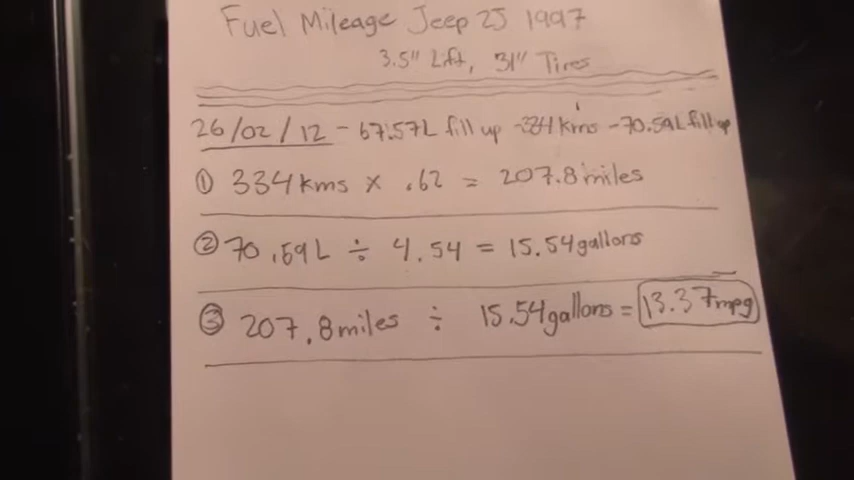 Fuel Mileage Jeep ZJ 1997
3.5" Lift, 31" Tires
26/02/12 - 67.57L fill up - 334 kms - 70.59L fill up
① 334kms x .62 = 207.8 miles
② 70.59L ÷ 4.54 = 15.54 gallons
③ 207.8 miles ÷ 15.54 gallons = 13.37mpg